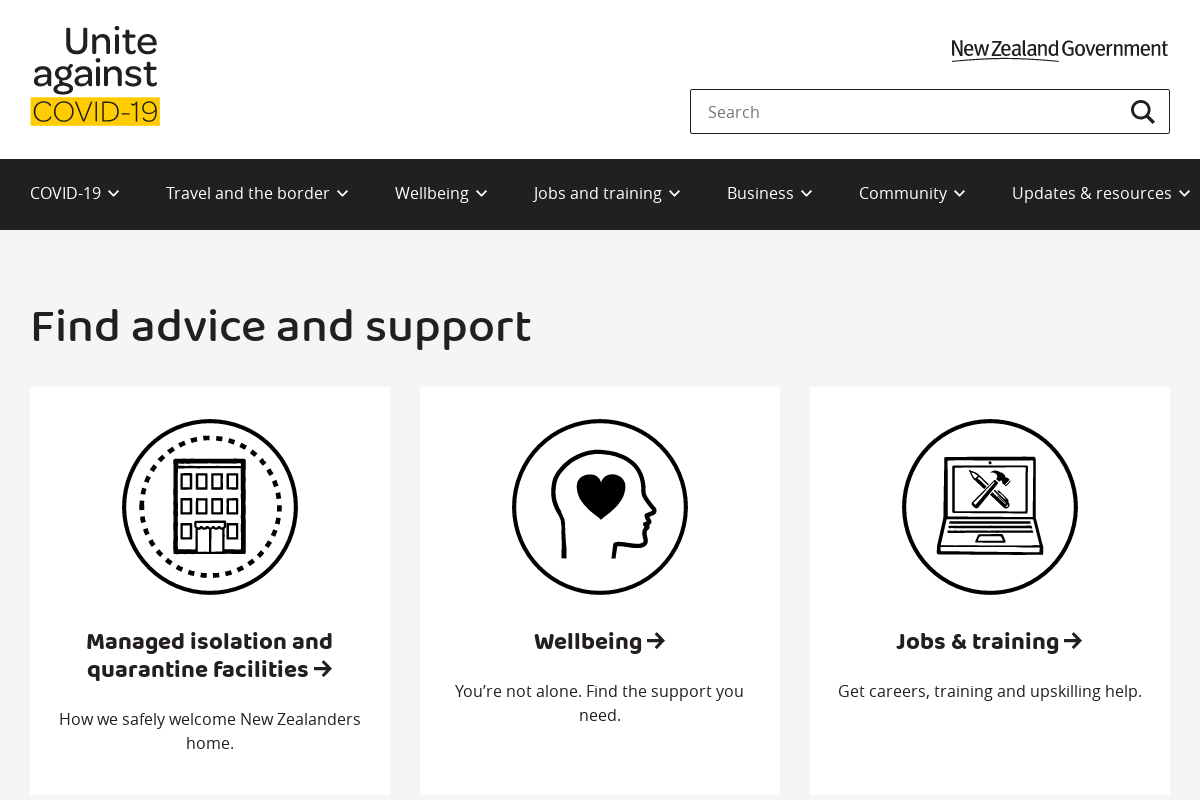 Unite
against
COVID-19
New Zealand Government
Search
COVID-19 Travel and the border Wellbeing Jobs and training Business Community Updates & resources
Find advice and support
Managed isolation and
quarantine facilities →
How we safely welcome New Zealanders
home.
Wellbeing →
You’re not alone. Find the support you
need.
Jobs & training →
Get careers, training and upskilling help.